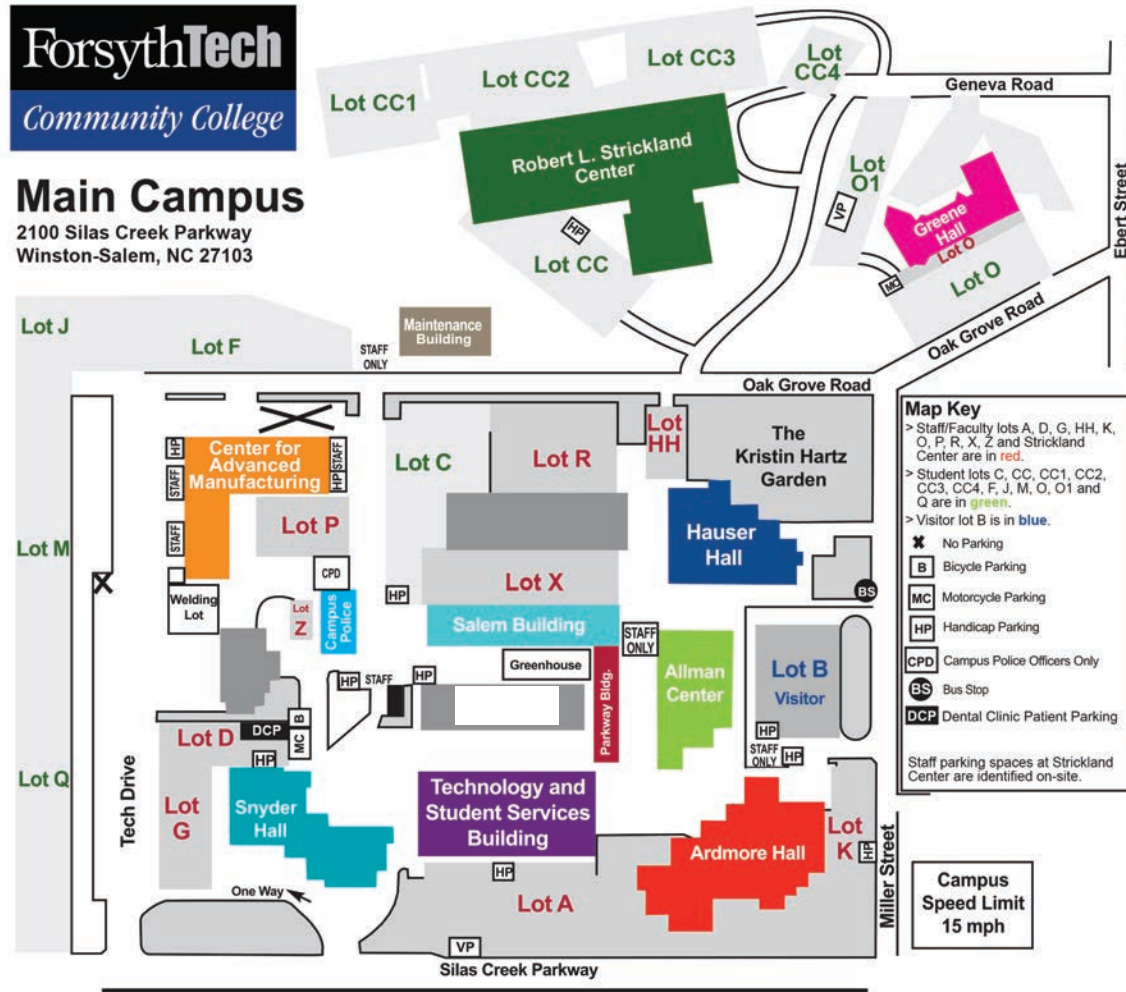 ForsythTech
Community College
Main Campus
2100 Silas Creek Parkway
Winston-Salem, NC 27103
Lot CC1
Lot CC2
Lot CC3
Lot
CC4
Geneva Road
Ebert Street
Robert L. Strickland
Center
HP
Lot CC
Lot
O1
VP
Greene
Hall
Lot O
MC
Lot O
Oak Grove Road
Lot J
Lot F
STAFF
ONLY
Maintenance
Building
Oak Grove Road
Lot M
Lot Q
Tech Drive
HP
STAFF
STAFF
Center for
Advanced
Manufacturing
STAFF
HP
Lot P
CPD
Welding
Lot
Lot
Z
Campus
Police
Lot C
Lot R
Lot
HH
The
Kristin Hartz
Garden
Hauser
Hall
BS
Lot X
HP
Salem Building
STAFF
ONLY
Greenhouse
Parkway Bldg.
Allman
Center
Lot B
Visitor
HP
STAFF
ONLY
HP
HP
STAFF
HP
B
MC
DCP
Lot D
HP
Lot
G
Snyder
Hall
One Way
Technology and
Student Services
Building
HP
Lot A
VP
Ardmore Hall
Lot
K
HP
Miller Street
Silas Creek Parkway
Map Key
> Staff/Faculty lots A, D, G, HH, K,
O, P, R, X, Z and Strickland
Center are in red.
> Student lots C, CC, CC1, CC2,
CC3, CC4, F, J, M, O, O1 and
Q are in green.
> Visitor lot B is in blue.
No Parking
B Bicycle Parking
MC Motorcycle Parking
HP Handicap Parking
CPD Campus Police Officers Only
BS Bus Stop
DCP Dental Clinic Patient Parking
Staff parking spaces at Strickland
Center are identified on-site.
Campus
Speed Limit
15 mph